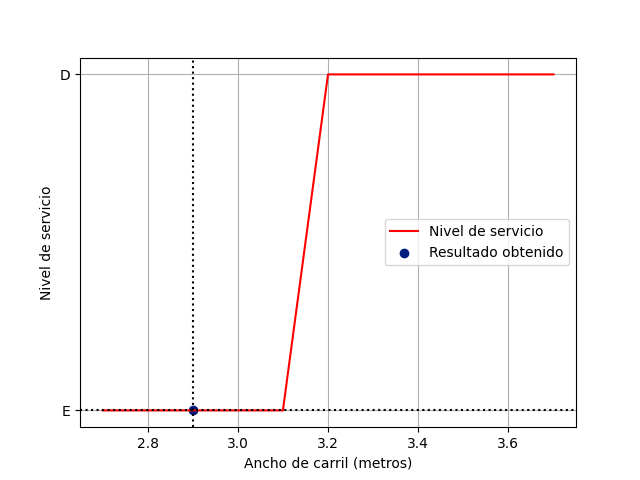 D
Nivel de servicio
Nivel de servicio
Resultado obtenido
E
2.8 3.0 3.2 3.4 3.6
Ancho de carril (metros)